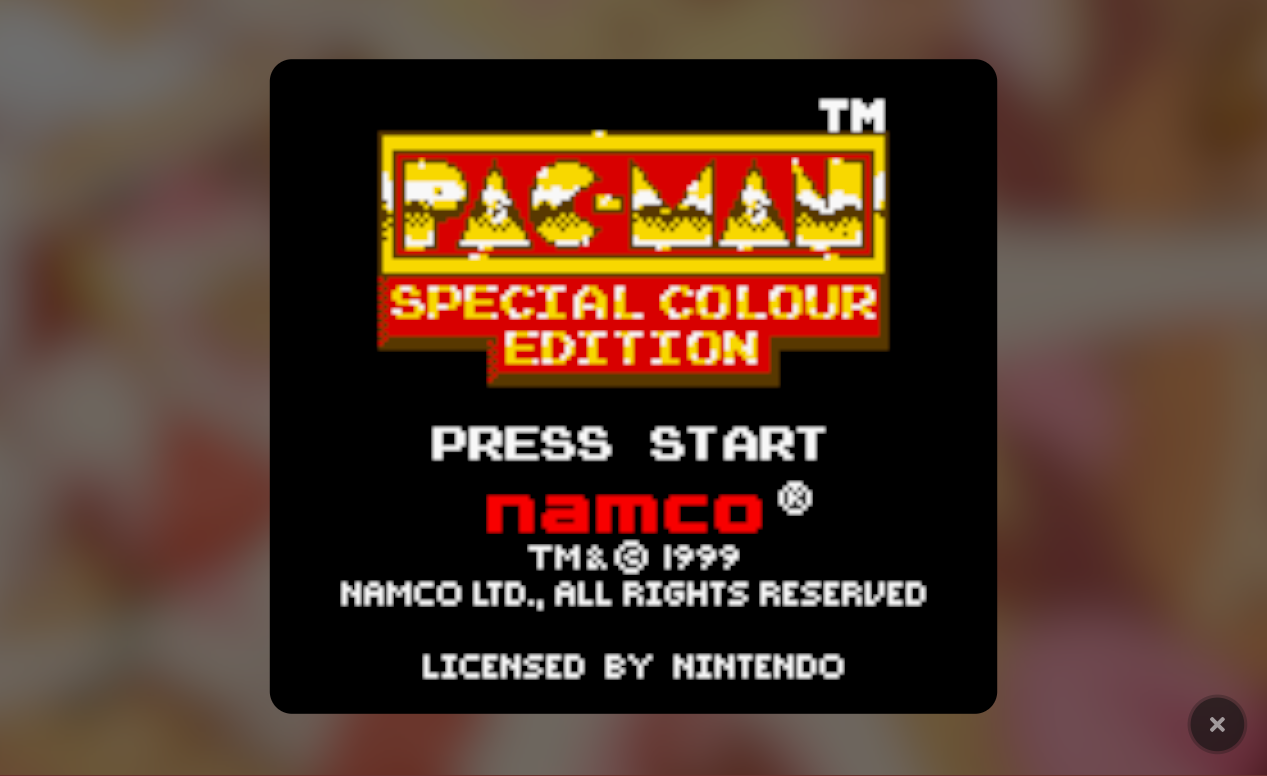 TM
PAC-MAN
SPECIAL COLOUR
EDITION
PRESS START
namco ®
TM & © 1999
NAMCO LTD., ALL RIGHTS RESERVED
LICENSED BY NINTENDO